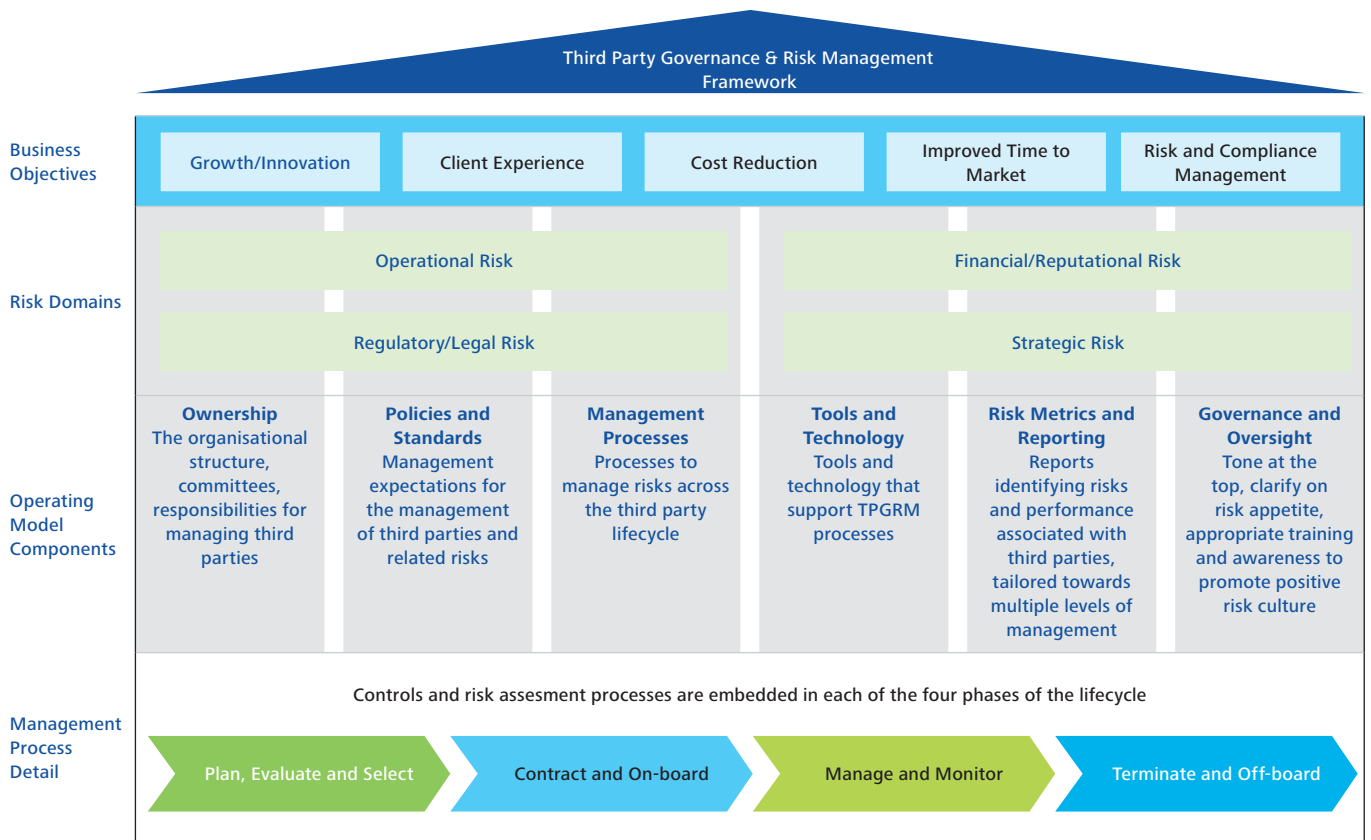 Third Party Governance & Risk Management
Framework
Business
Objectives
Growth/Innovation
Client Experience
Cost Reduction
Improved Time to
Market
Risk and Compliance
Management
Risk Domains
Operational Risk
Financial/Reputational Risk
Regulatory/Legal Risk
Strategic Risk
Operating
Model
Components
Ownership
The organisational
structure,
committees,
responsibilities for
managing third
parties
Policies and
Standards
Management
expectations for
the management
of third parties and
related risks
Management
Processes
Processes to
manage risks across
the third party
lifecycle
Tools and
Technology
Tools and
technology that
support TPGRM
processes
Risk Metrics and
Reporting
Reports
identifying risks
and performance
associated with
third parties,
tailored towards
multiple levels of
management
Governance and
Oversight
Tone at the
top, clarify on
risk appetite,
appropriate training
and awareness to
promote positive
risk culture
Management
Process
Detail
Controls and risk assesment processes are embedded in each of the four phases of the lifecycle
Plan, Evaluate and Select
Contract and On-board
Manage and Monitor
Terminate and Off-board